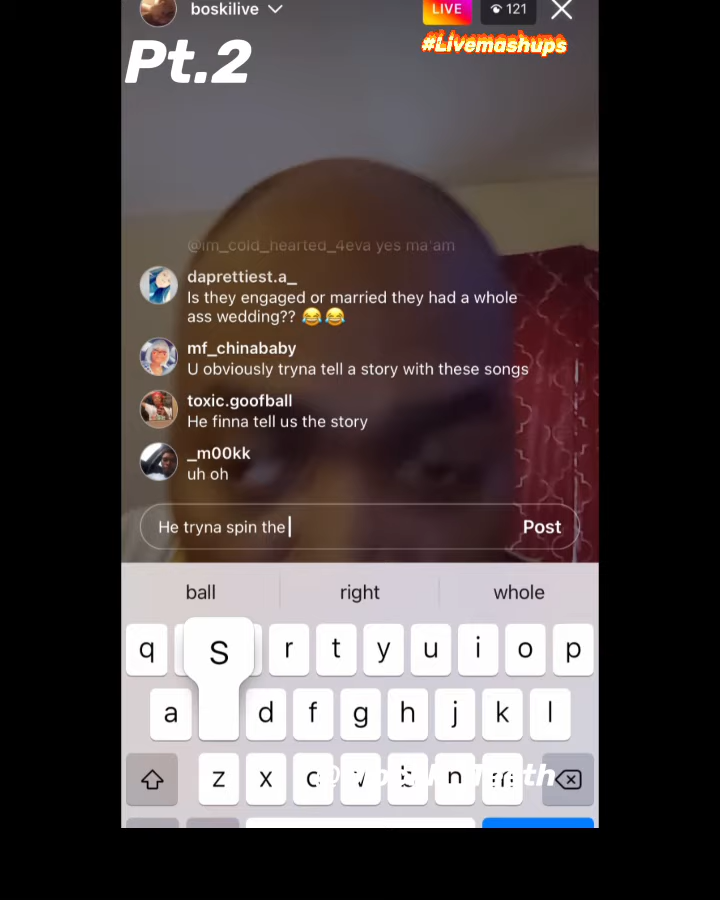 boskilive
LIVE
121
#Livemashups
Pt.2
@im_cold_hearted_4eva yes ma'am
daprettiest.a_
Is they engaged or married they had a whole
ass wedding?? 😂😂
mf_chinababy
U obviously tryna tell a story with these songs
toxic.goofball
He finna tell us the story
_m00kk
uh oh
He tryna spin the
Post
ball right whole
q S r t y u i o p
a d f g h j k l
z x c v b n m